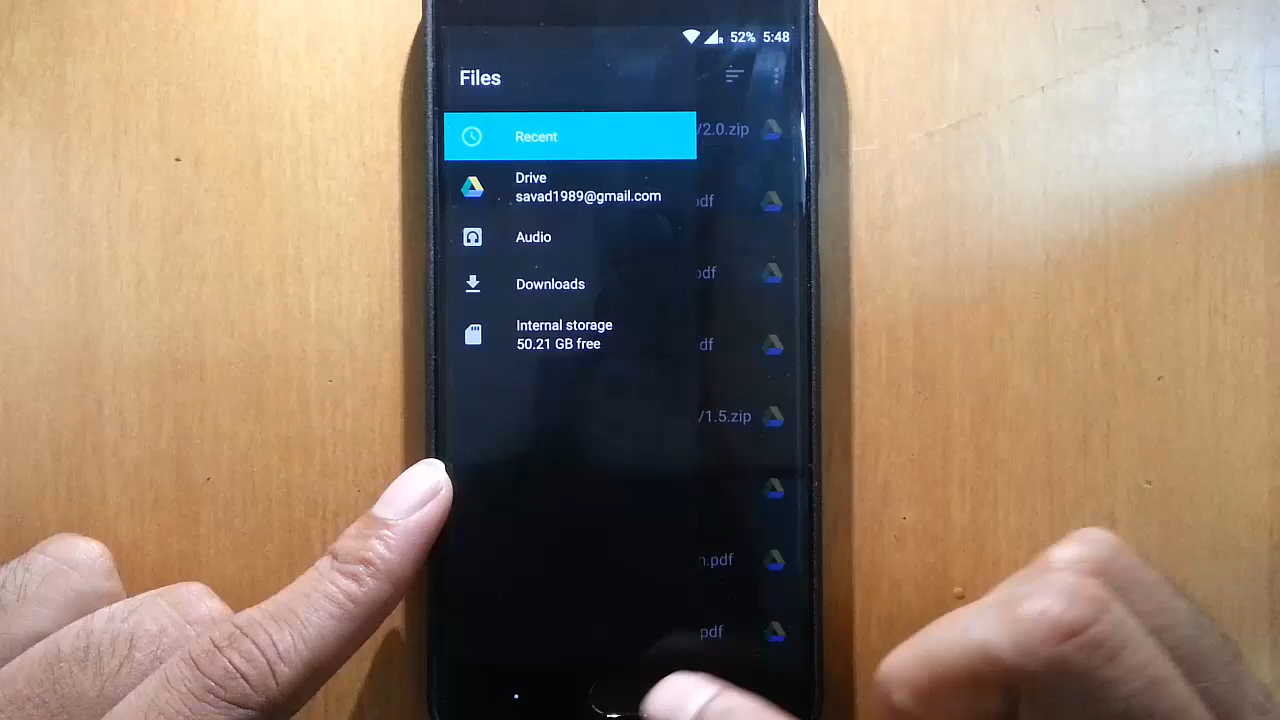 R 52% 5:48
Files
Recent
/2.0.zip
Drive
savad1989@gmail.com
pdf
Audio
pdf
Downloads
Internal storage
50.21 GB free
df
/1.5.zip
n.pdf
pdf